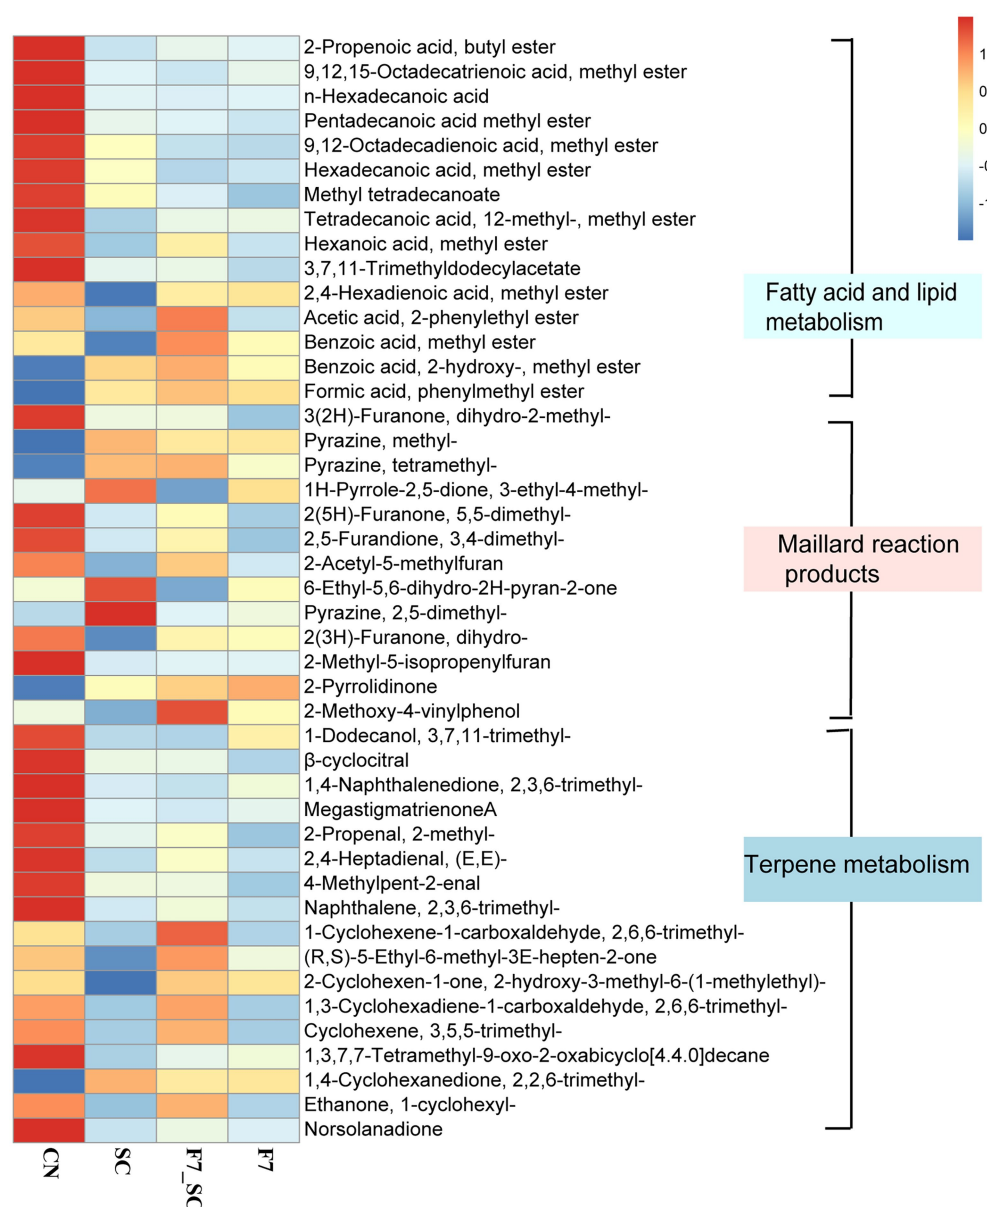 2-Propenoic acid, butyl ester
9,12,15-Octadecatrienoic acid, methyl ester
n-Hexadecanoic acid
Pentadecanoic acid methyl ester
9,12-Octadecadienoic acid, methyl ester
Hexadecanoic acid, methyl ester
Methyl tetradecanoate
Tetradecanoic acid, 12-methyl-, methyl ester
Hexanoic acid, methyl ester
3,7,11-Trimethyldodecylacetate
2,4-Hexadienoic acid, methyl ester
Acetic acid, 2-phenylethyl ester
Benzoic acid, methyl ester
Benzoic acid, 2-hydroxy-, methyl ester
Formic acid, phenylmethyl ester
3(2H)-Furanone, dihydro-2-methyl-
Pyrazine, methyl-
Pyrazine, tetramethyl-
1H-Pyrrole-2,5-dione, 3-ethyl-4-methyl-
2(5H)-Furanone, 5,5-dimethyl-
2,5-Furandione, 3,4-dimethyl-
2-Acetyl-5-methylfuran
6-Ethyl-5,6-dihydro-2H-pyran-2-one
Pyrazine, 2,5-dimethyl-
2(3H)-Furanone, dihydro-
2-Methyl-5-isopropenylfuran
2-Pyrrolidinone
2-Methoxy-4-vinylphenol
1-Dodecanol, 3,7,11-trimethyl-
β-cyclocitral
1,4-Naphthalenedione, 2,3,6-trimethyl-
MegastigmatrienoneA
2-Propenal, 2-methyl-
2,4-Heptadienal, (E,E)-
4-Methylpent-2-enal
Naphthalene, 2,3,6-trimethyl-
1-Cyclohexene-1-carboxaldehyde, 2,6,6-trimethyl-
(R,S)-5-Ethyl-6-methyl-3E-hepten-2-one
2-Cyclohexen-1-one, 2-hydroxy-3-methyl-6-(1-methylethyl)-
1,3-Cyclohexadiene-1-carboxaldehyde, 2,6,6-trimethyl-
Cyclohexene, 3,5,5-trimethyl-
1,3,7,7-Tetramethyl-9-oxo-2-oxabicyclo[4.4.0]decane
1,4-Cyclohexanedione, 2,2,6-trimethyl-
Ethanone, 1-cyclohexyl-
Norsolanadione
CN
SC
F7_SC
F7
Fatty acid and lipid
metabolism
Maillard reaction
products
Terpene metabolism
1
0
0
-0